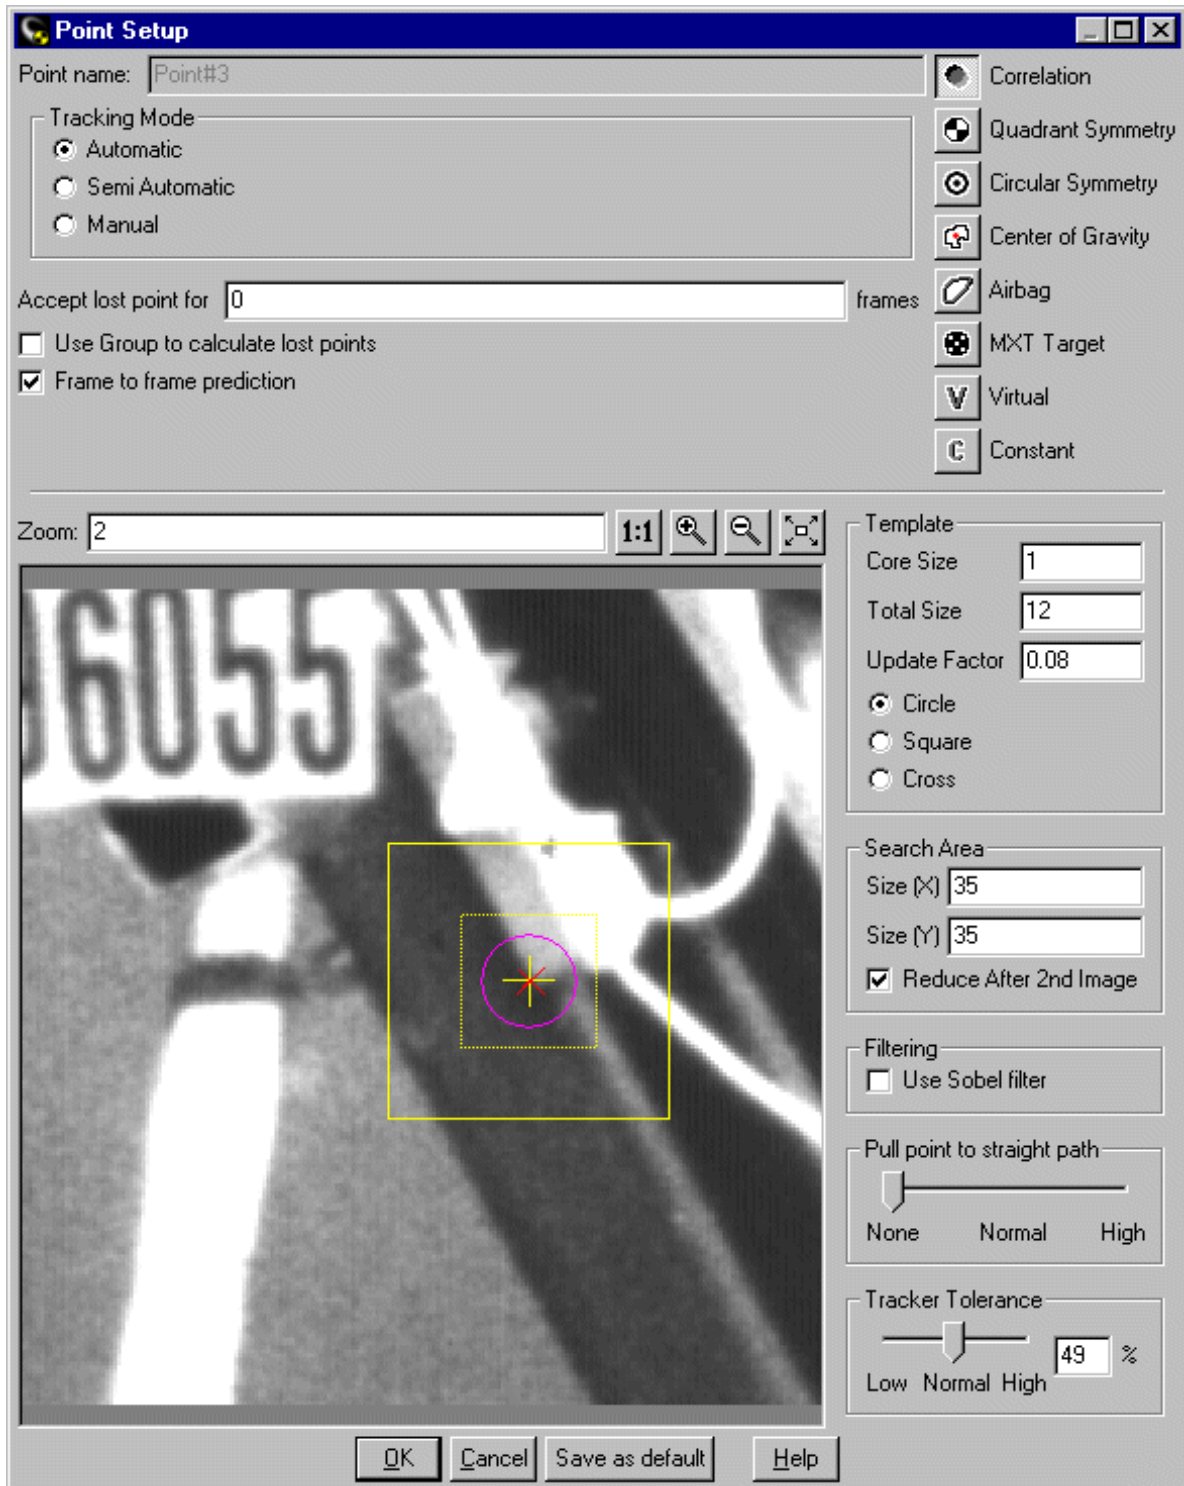 Point Setup
Point name: Point#3
Correlation
Quadrant Symmetry
Circular Symmetry
Center of Gravity
Airbag
MXT Target
V Virtual
C Constant
Tracking Mode
Automatic
Semi Automatic
Manual
Accept lost point for 0 frames
Use Group to calculate lost points
Frame to frame prediction
Zoom: 2 1:1
6055
Template
Core Size 1
Total Size 12
Update Factor 0.08
Circle
Square
Cross
Search Area
Size (X) 35
Size (Y) 35
Reduce After 2nd Image
Filtering
Use Sobel filter
Pull point to straight path
None Normal High
Tracker Tolerance
49 %
Low Normal High
OK Cancel Save as default Help